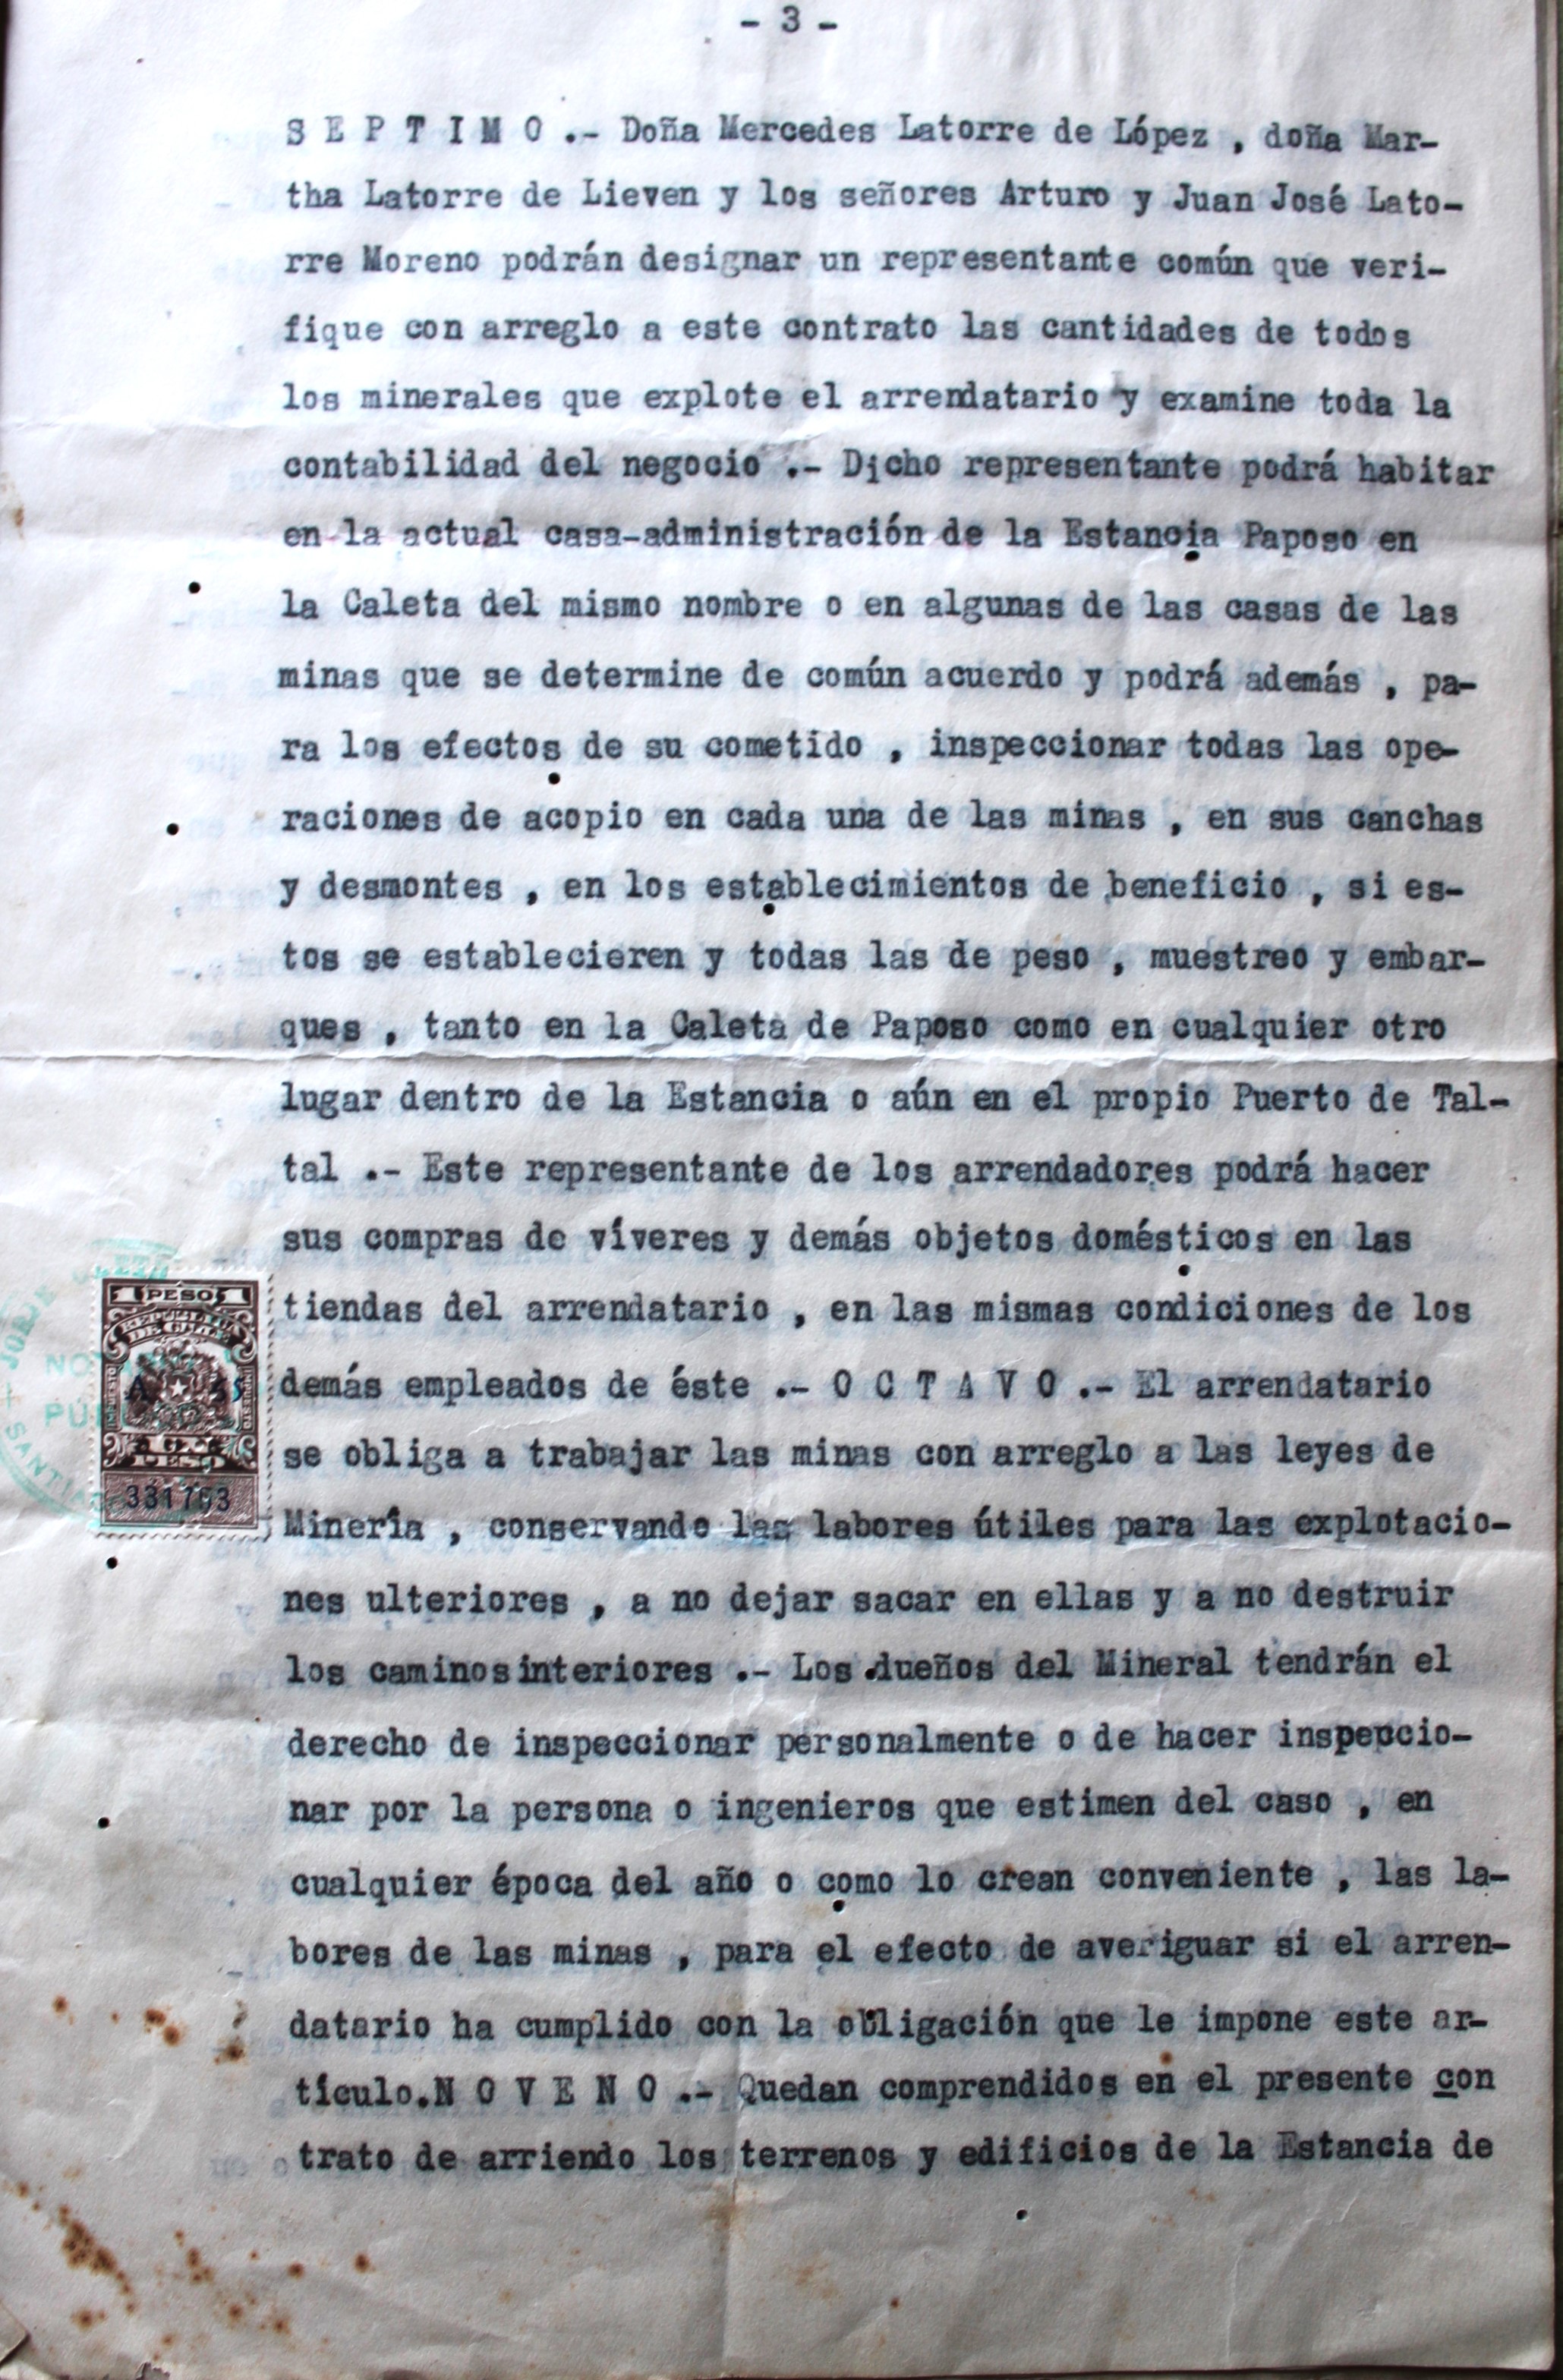 - 3 -
S E P T I M O .- Doña Mercedes Latorre de López , doña Mar-
tha Latorre de Lieven y los señores Arturo y Juan José Lato-
rre Moreno podrán designar un representante común que veri-
fique con arreglo a este contrato las cantidades de todos
los minerales que explote el arrendatario y examine toda la
contabilidad del negocio .- Dicho representante podrá habitar
en la actual casa-administración de la Estancia Paposo en
la Caleta del mismo nombre o en algunas de las casas de las
minas que se determine de común acuerdo y podrá además , pa-
ra los efectos de su cometido , inspeccionar todas las ope-
raciones de acopio en cada una de las minas , en sus canchas
y desmontes , en los establecimientos de beneficio , si es-
tos se establecieren y todas las de peso , muestreo y embar-
ques , tanto en la Caleta de Paposo como en cualquier otro
lugar dentro de la Estancia o aún en el propio Puerto de Tal-
tal .- Este representante de los arrendadores podrá hacer
sus compras de víveres y demás objetos domésticos en las
tiendas del arrendatario , en las mismas condiciones de los
demás empleados de éste .- O C T A V O .- El arrendatario
se obliga a trabajar las minas con arreglo a las leyes de
Minería , conservando las labores útiles para las explotacio-
nes ulteriores , a no dejar sacar en ellas y a no destruir
los caminosinteriores .- Los dueños del Mineral tendrán el
derecho de inspeccionar personalmente o de hacer inspeccio-
nar por la persona o ingenieros que estimen del caso , en
cualquier época del año o como lo crean conveniente , las la-
bores de las minas , para el efecto de averiguar si el arren-
datario ha cumplido con la obligación que le impone este ar-
tículo.N O V E N O .- Quedan comprendidos en el presente con
trato de arriendo los terrenos y edificios de la Estancia de
1 PESO 1
REPUBLICA
DE CHILE
UN
PESO
331793
JORJE
NOTARIO
PUBLICO
SANTIAGO